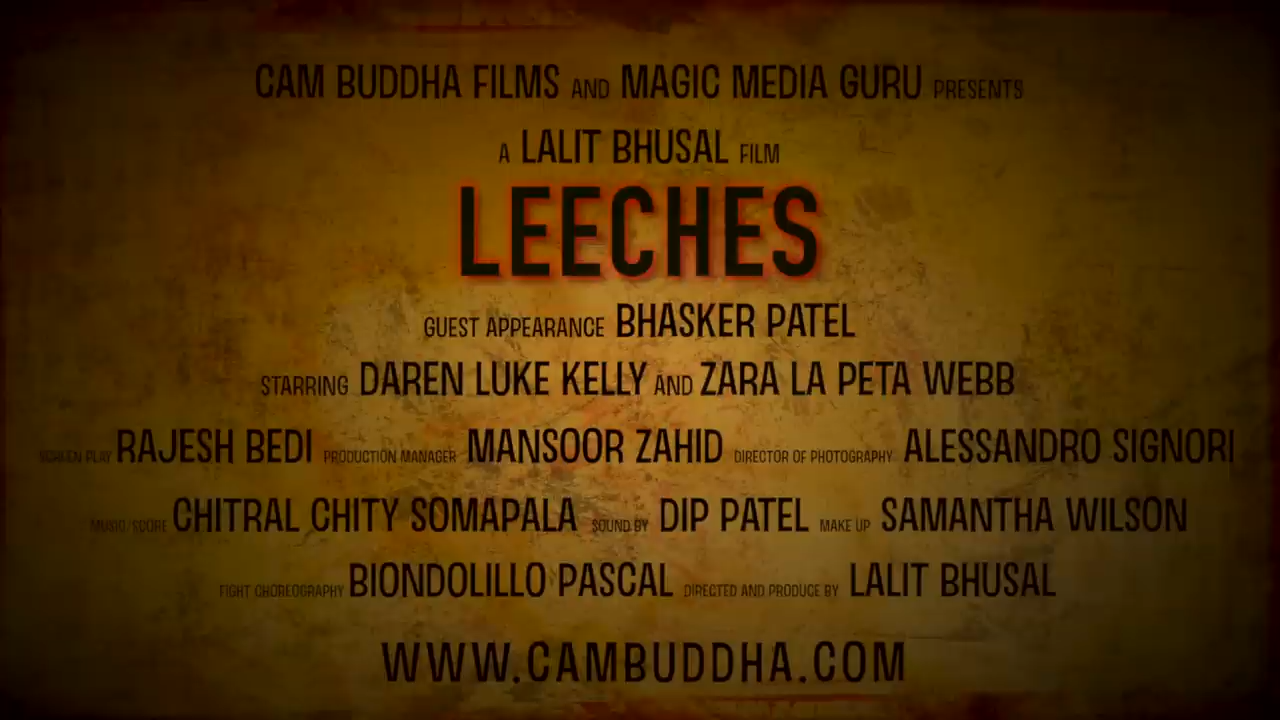 CAM BUDDHA FILMS AND MAGIC MEDIA GURU PRESENTS
A LALIT BHUSAL FILM
LEECHES
GUEST APPEARANCE BHASKER PATEL
STARRING DAREN LUKE KELLY AND ZARA LA PETA WEBB
SCREEN PLAY RAJESH BEDI PRODUCTION MANAGER MANSOOR ZAHID DIRECTOR OF PHOTOGRAPHY ALESSANDRO SIGNORI
MUSIC/SCORE CHITRAL CHITY SOMAPALA SOUND BY DIP PATEL MAKE UP SAMANTHA WILSON
FIGHT CHOREOGRAPHY BIONDOLILLO PASCAL DIRECTED AND PRODUCE BY LALIT BHUSAL
WWW.CAMBUDDHA.COM